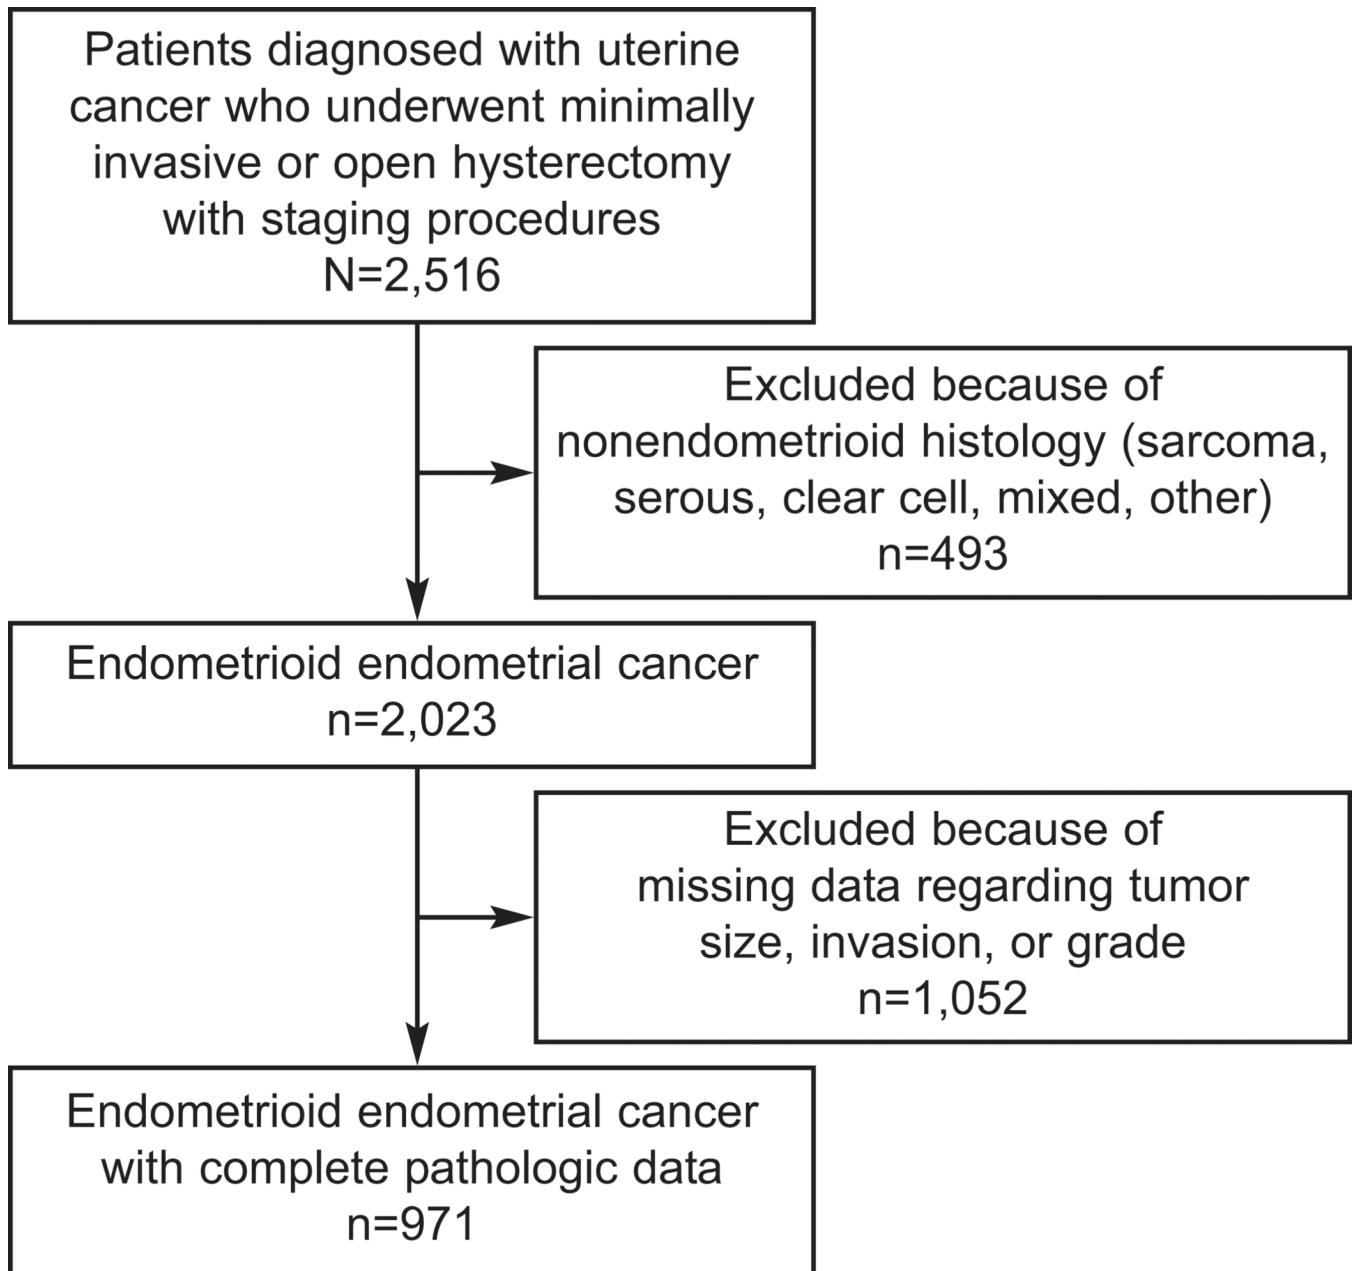 Patients diagnosed with uterine
cancer who underwent minimally
invasive or open hysterectomy
with staging procedures
N=2,516
Excluded because of
nonendometrioid histology (sarcoma,
serous, clear cell, mixed, other)
n=493
Endometrioid endometrial cancer
n=2,023
Excluded because of
missing data regarding tumor
size, invasion, or grade
n=1,052
Endometrioid endometrial cancer
with complete pathologic data
n=971